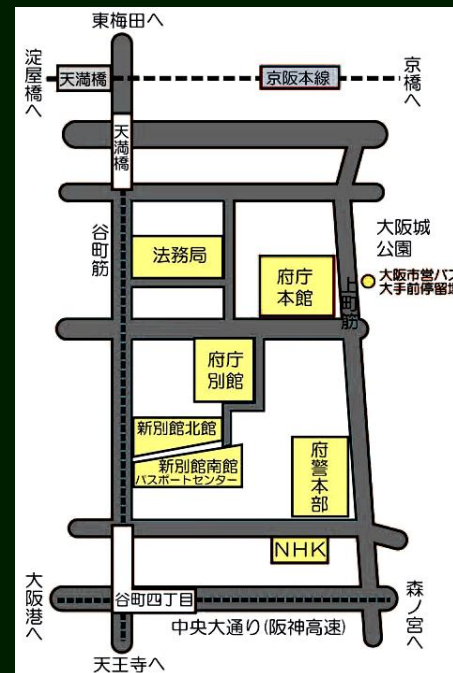 東梅田へ
淀屋橋へ
天満橋
京阪本線
京橋へ
天満橋
谷町筋
法務局
府庁
本館
大阪城
公園
大阪市営バス
大手前停留場
上町筋
府庁
別館
新別館北館
新別館南館
パスポートセンター
府警本部
NHK
大阪港へ
谷町四丁目
森ノ宮へ
中央大通り(阪神高速)
天王寺へ